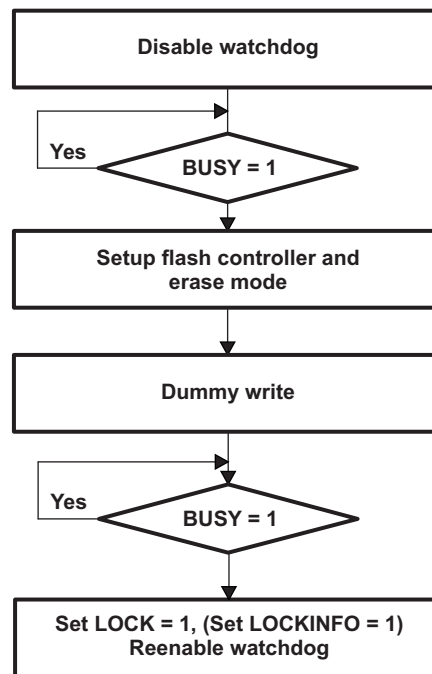 Disable watchdog
Yes
BUSY = 1
Setup flash controller and
erase mode
Dummy write
Yes
BUSY = 1
Set LOCK = 1, (Set LOCKINFO = 1)
Reenable watchdog